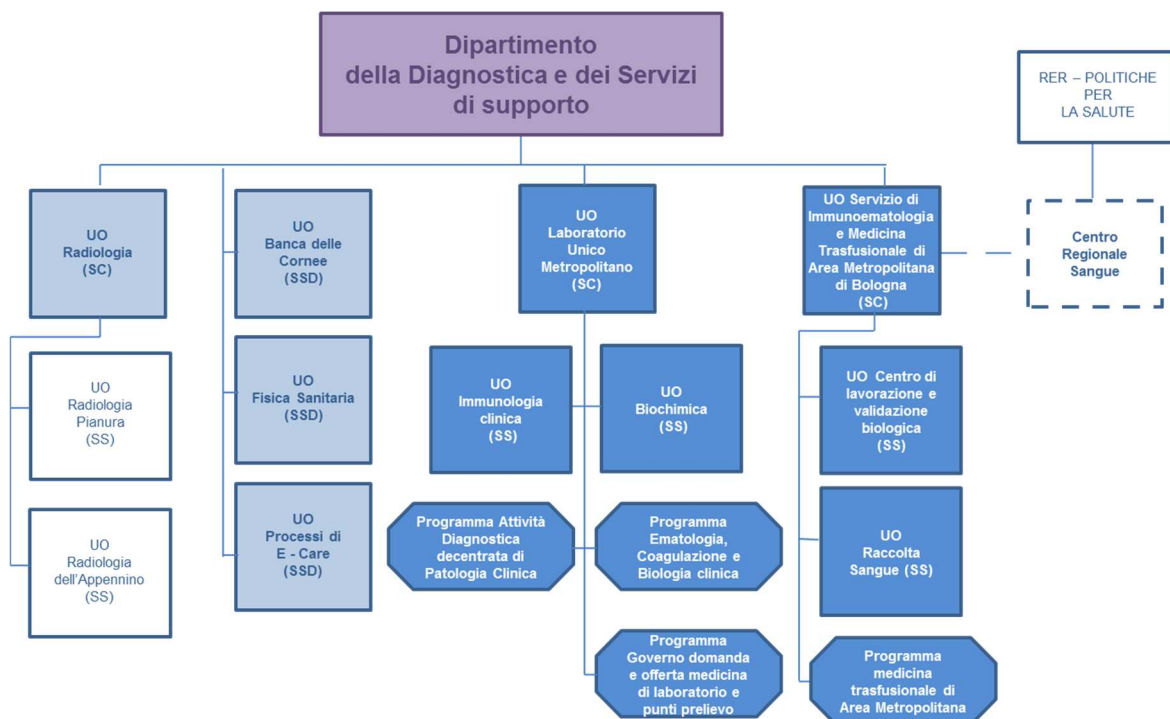 Dipartimento
della Diagnostica e dei Servizi
di supporto
RER – POLITICHE
PER
LA SALUTE
UO
Radiologia
(SC)
UO
Banca delle
Cornee
(SSD)
UO
Laboratorio
Unico
Metropolitano
(SC)
UO Servizio di
Immunoematologia
e Medicina
Trasfusionale di
Area Metropolitana
di Bologna
(SC)
Centro
Regionale
Sangue
UO
Radiologia
Pianura
(SS)
UO
Fisica Sanitaria
(SSD)
UO
Immunologia
clinica
(SS)
UO
Biochimica
(SS)
UO Centro di
lavorazione e
validazione
biologica
(SS)
UO
Radiologia
dell'Appennino
(SS)
UO
Processi di
E - Care
(SSD)
Programma Attività
Diagnostica
decentrata di
Patologia Clinica
Programma
Ematologia,
Coagulazione e
Biologia clinica
UO
Raccolta
Sangue (SS)
Programma
Governo domanda
e offerta medicina
di laboratorio e
punti prelievo
Programma
medicina
trasfusionale di
Area Metropolitana